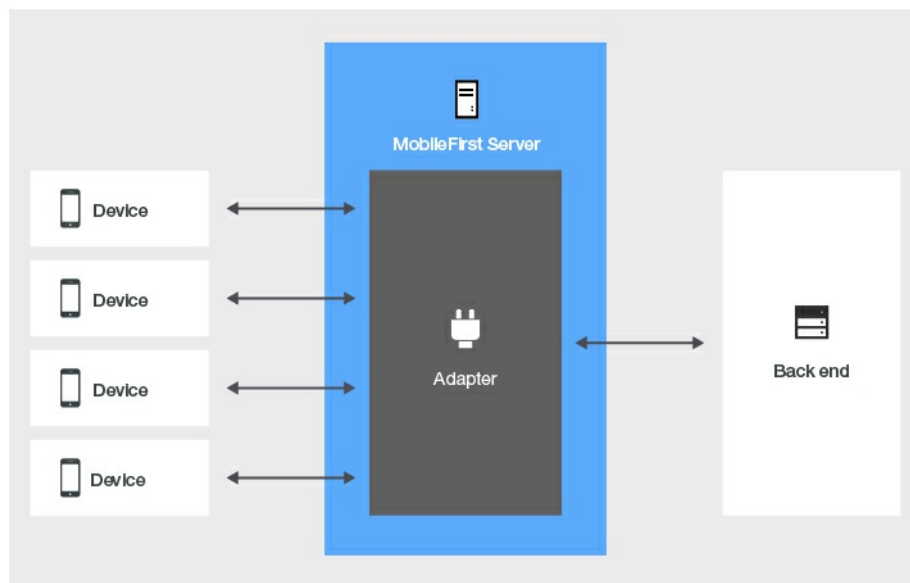 MobileFirst Server
Device
Device
Device
Device
Adapter
Back end